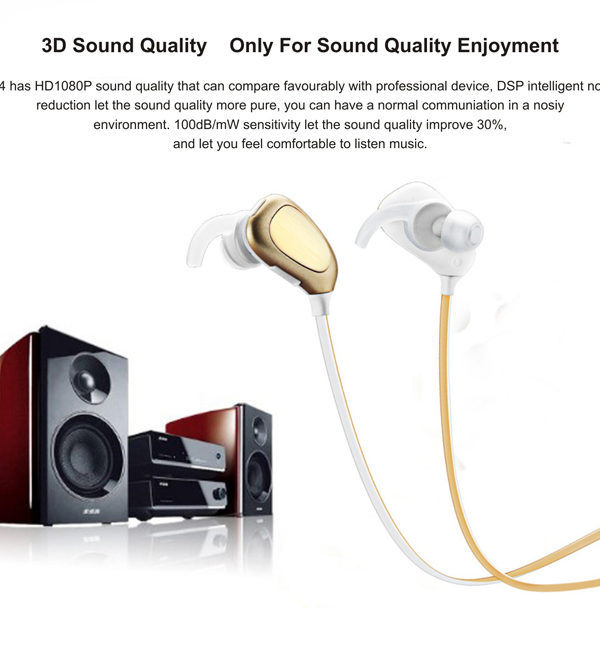 3D Sound Quality Only For Sound Quality Enjoyment
4 has HD1080P sound quality that can compare favourably with professional device, DSP intelligent no
reduction let the sound quality more pure, you can have a normal communiation in a nosiy
environment. 100dB/mW sensitivity let the sound quality improve 30%,
and let you feel comfortable to listen music.